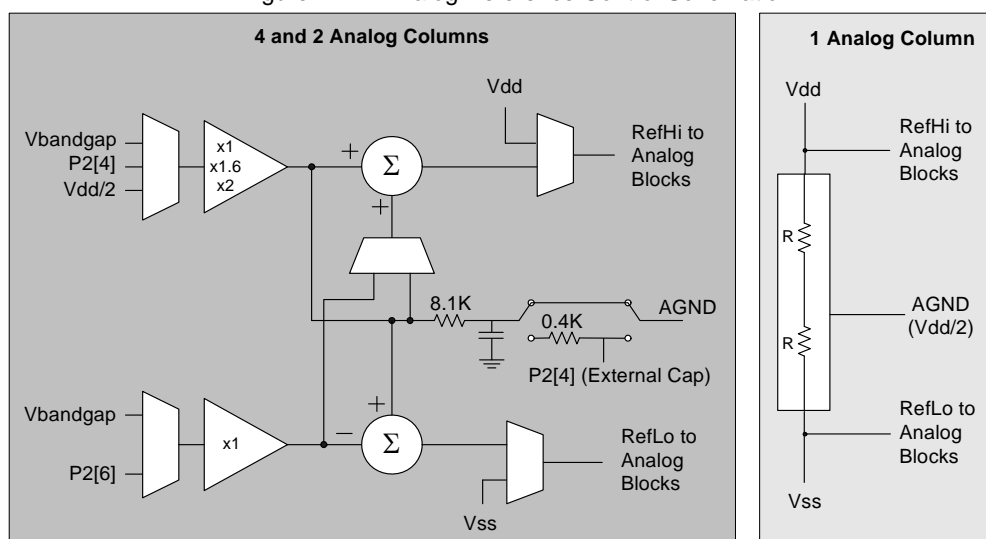 4 and 2 Analog Columns
Vdd
Vbandgap
P2[4]
Vdd/2
x1
x1.6
x2
+
Σ
+
RefHi to
Analog
Blocks
8.1K
AGND
0.4K
P2[4] (External Cap)
Vbandgap
P2[6]
x1
+
−
Σ
RefLo to
Analog
Blocks
Vss
1 Analog Column
Vdd
RefHi to
Analog
Blocks
R
AGND
(Vdd/2)
R
RefLo to
Analog
Blocks
Vss